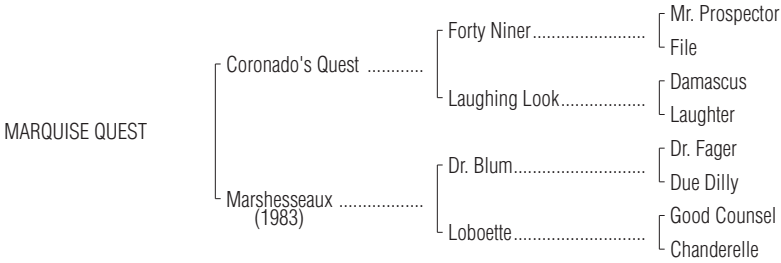 Mr. Prospector
Forty Niner.......................
File
Coronado's Quest ............
Damascus
Laughing Look.................
Laughter
MARQUISE QUEST
Dr. Fager
Dr. Blum...........................
Due Dilly
Marshesseaux ..................
(1983)
Good Counsel
Loboette...........................
Chanderelle